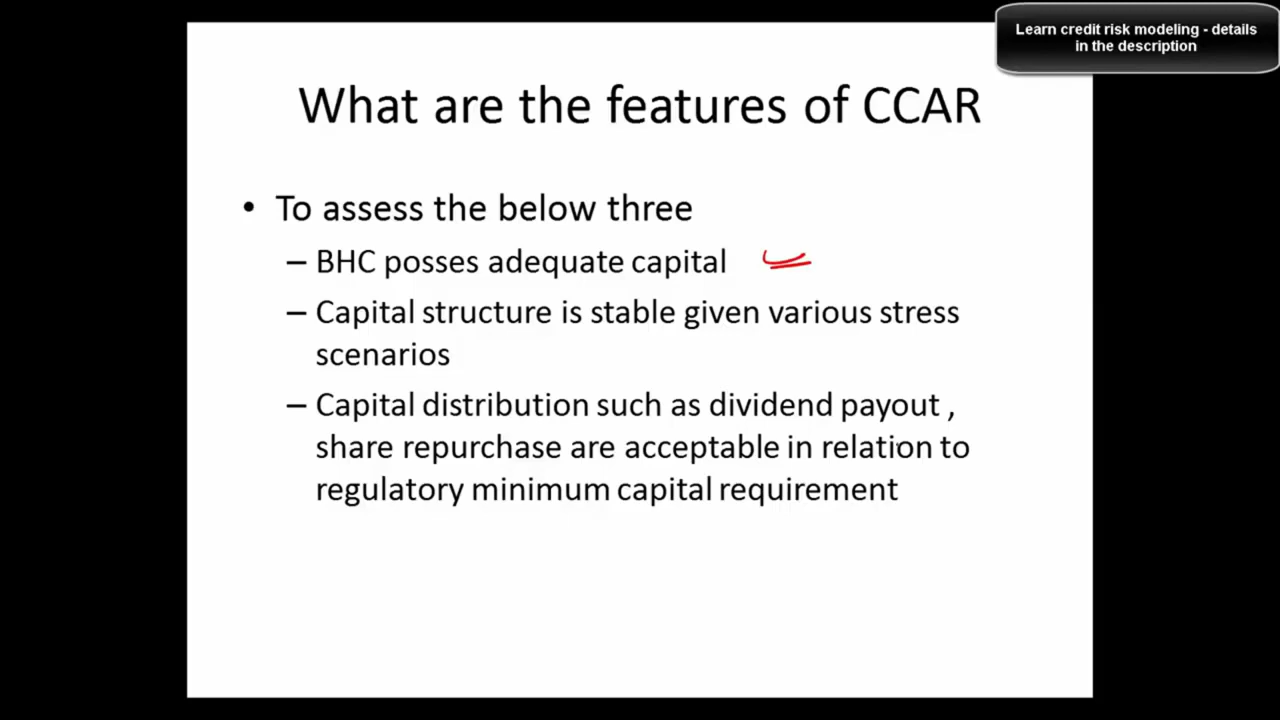 Learn credit risk modeling - details
in the description
What are the features of CCAR
• To assess the below three
– BHC posses adequate capital
– Capital structure is stable given various stress
scenarios
– Capital distribution such as dividend payout ,
share repurchase are acceptable in relation to
regulatory minimum capital requirement